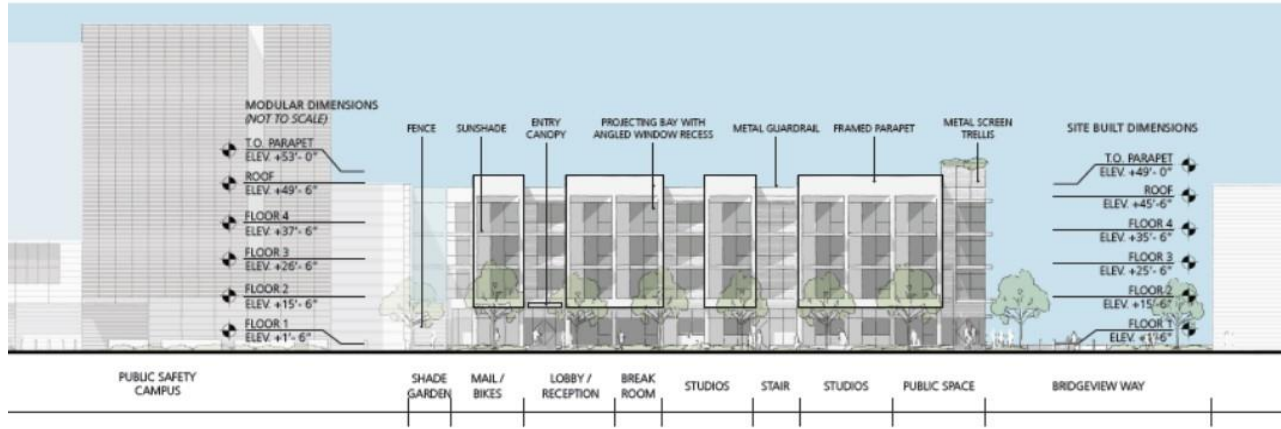 MODULAR DIMENSIONS
(NOT TO SCALE)
T.O. PARAPET
ELEV. +53'- 0"
ROOF
ELEV. +49'- 6"
FLOOR 4
ELEV. +37'- 6"
FLOOR 3
ELEV. +26'- 6"
FLOOR 2
ELEV. +15'- 6"
FLOOR 1
ELEV. +1'- 6"
FENCE
SUNSHADE
ENTRY
CANOPY
PROJECTING BAY WITH
ANGLED WINDOW RECESS
METAL GUARDRAIL
FRAMED PARAPET
METAL SCREEN
TRELLIS
SITE BUILT DIMENSIONS
T.O. PARAPET
ELEV. +49'- 0"
ROOF
ELEV. +45'-6"
FLOOR 4
ELEV. +35'- 6"
FLOOR 3
ELEV. +25'- 6"
FLOOR 2
ELEV. +15'-6"
FLOOR 1
ELEV. +1'-6"
PUBLIC SAFETY
CAMPUS
SHADE
GARDEN
MAIL /
BIKES
LOBBY /
RECEPTION
BREAK
ROOM
STUDIOS
STAIR
STUDIOS
PUBLIC SPACE
BRIDGEVIEW WAY